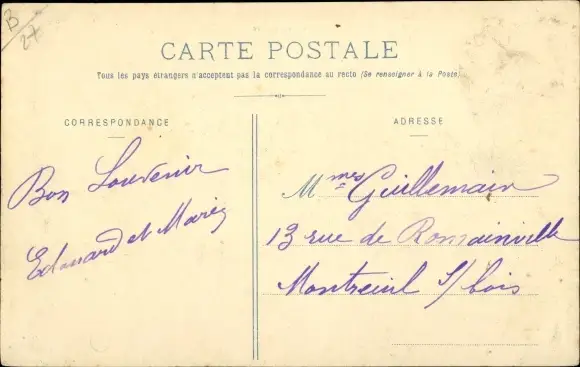 B
27
CARTE POSTALE
Tous les pays étrangers n'acceptent pas la correspondance au recto (Se renseigner à la Poste)
CORRESPONDANCE
Bon Souvenir
Edouard et Marie
ADRESSE
Mmes Guillemain
13 rue de Romainville
Montreuil s/ bois